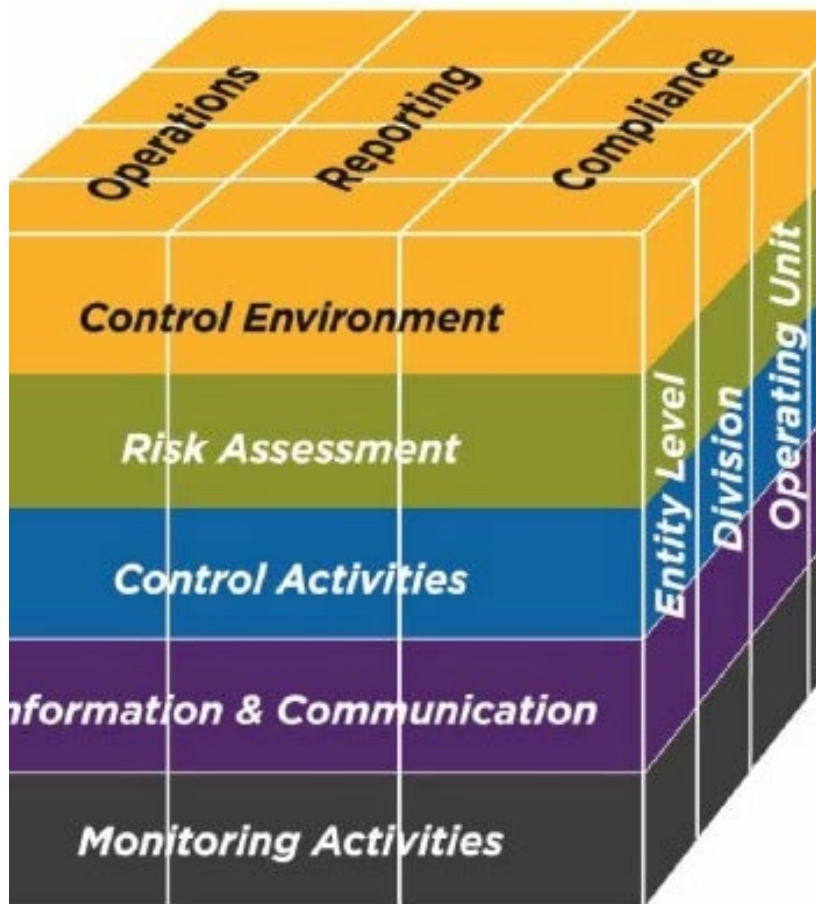 Operations
Reporting
Compliance
Control Environment
Risk Assessment
Control Activities
nformation & Communication
Monitoring Activities
Entity Level
Division
Operating Unit